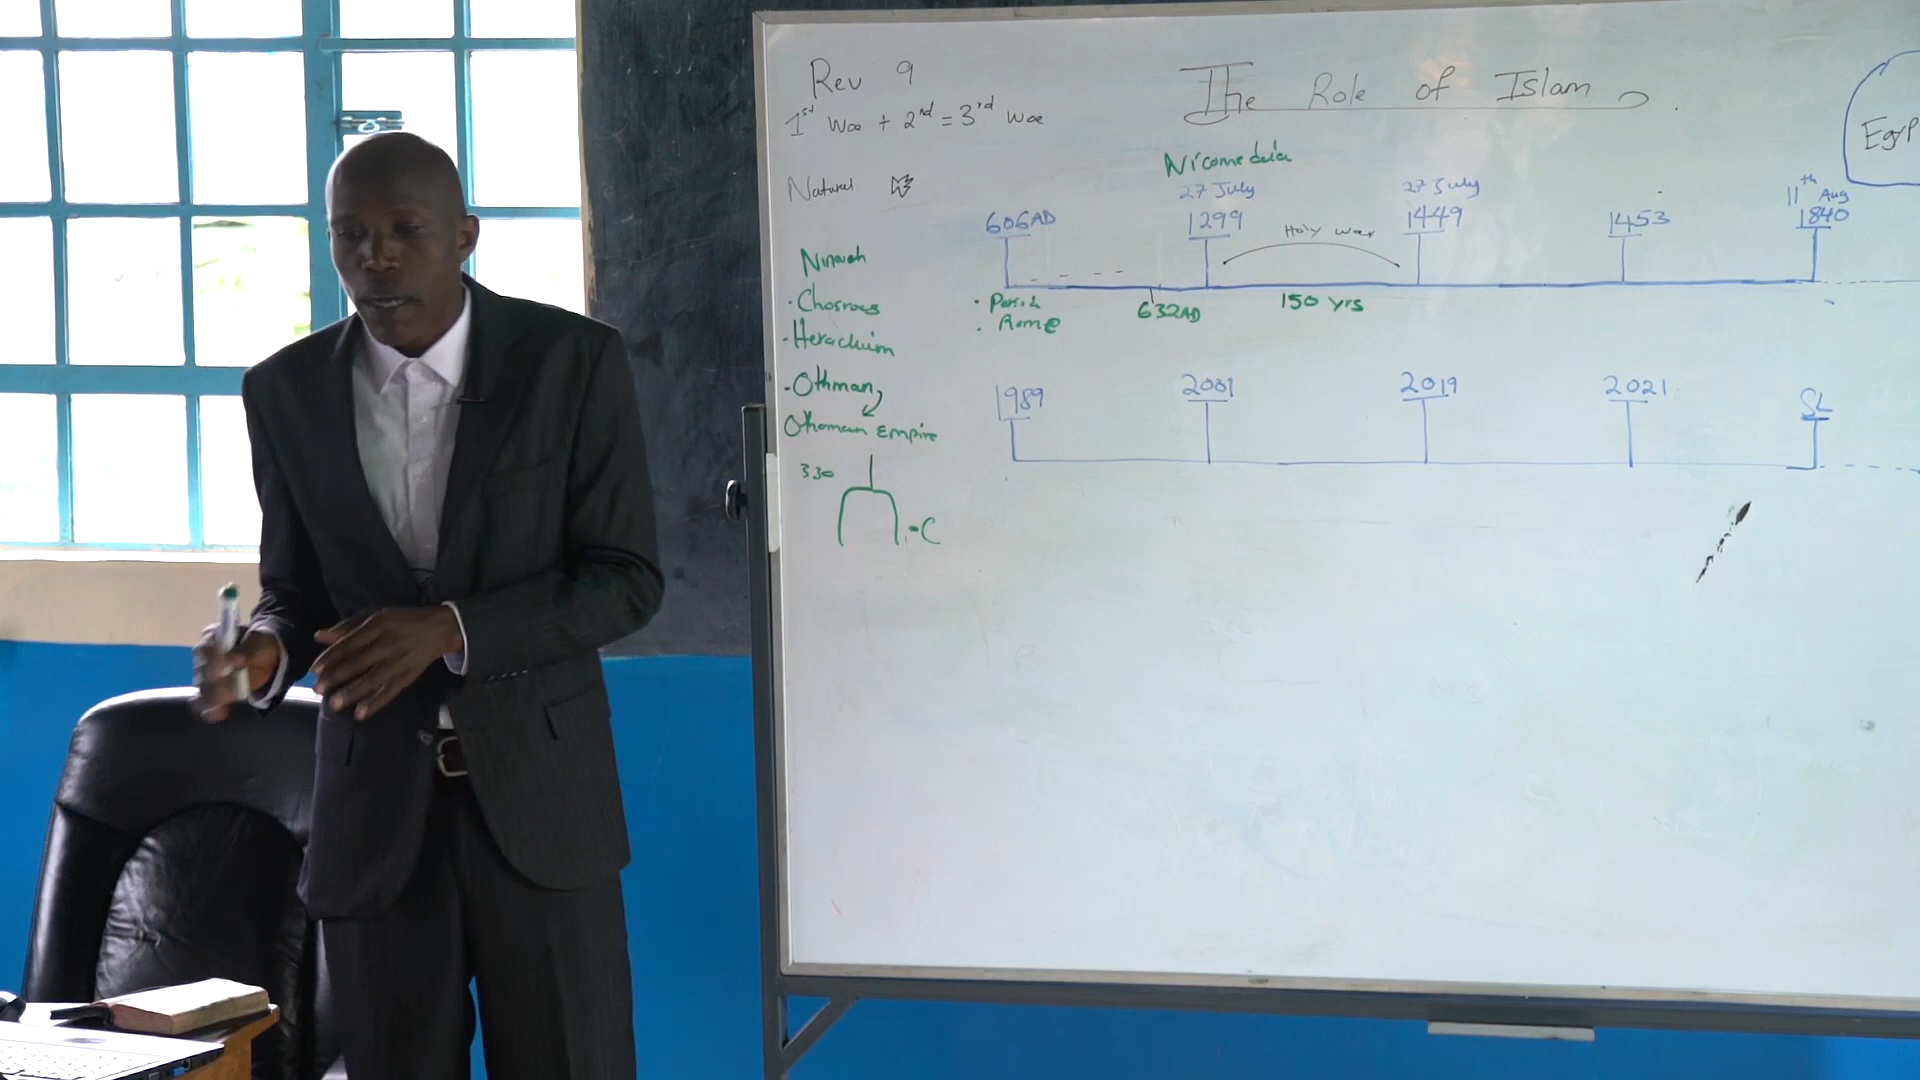 Rev 9
1st Woe + 2nd = 3rd Woe
The Role of Islam
Egyp
Natural
Nicomedia
27 July
27 July
11th Aug
606AD
1299
Holy war
1449
1453
1840
Ninaveh
• Chosroes
• Persia
• Rome
632AD
150 yrs
- Othman
Othoman Empire
1989
2001
2019
2021
SL
330
C